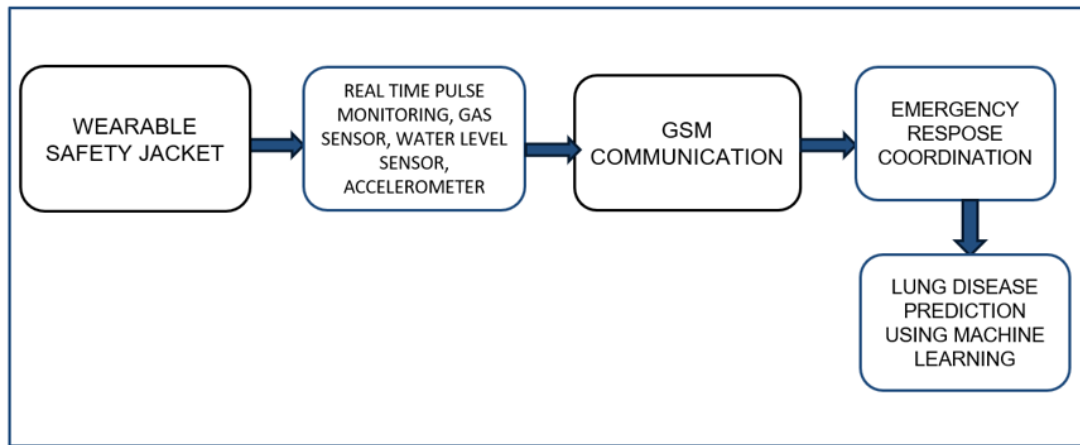 WEARABLE
SAFETY JACKET
REAL TIME PULSE
MONITORING, GAS
SENSOR, WATER LEVEL
SENSOR,
ACCELEROMETER
GSM
COMMUNICATION
EMERGENCY
RESPOSE
COORDINATION
LUNG DISEASE
PREDICTION
USING MACHINE
LEARNING